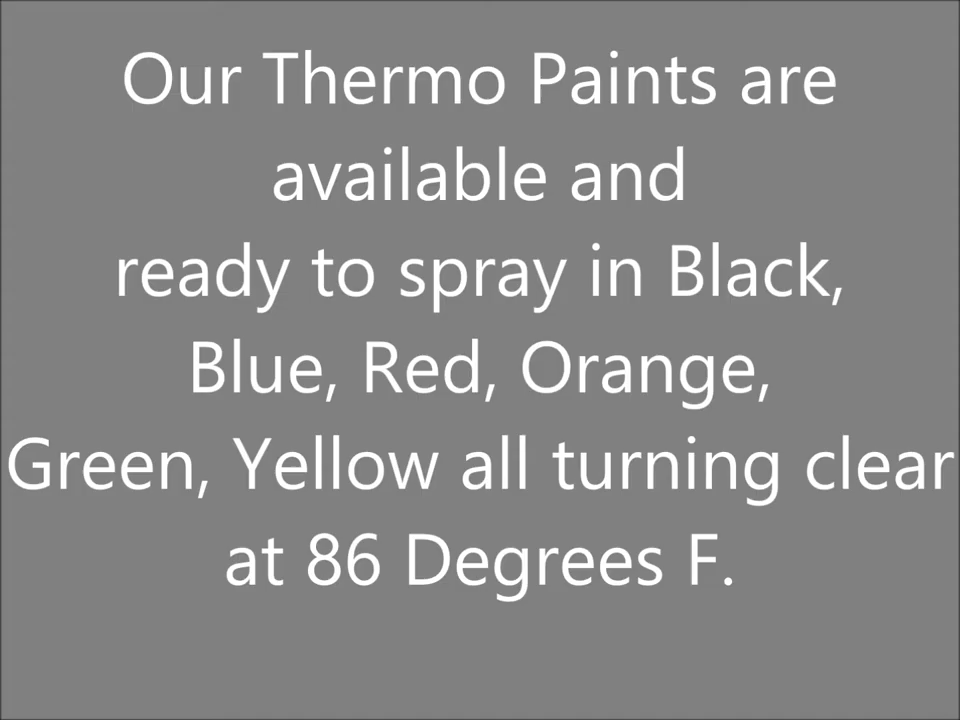 Our Thermo Paints are
available and
ready to spray in Black,
Blue, Red, Orange,
Green, Yellow all turning clear
at 86 Degrees F.